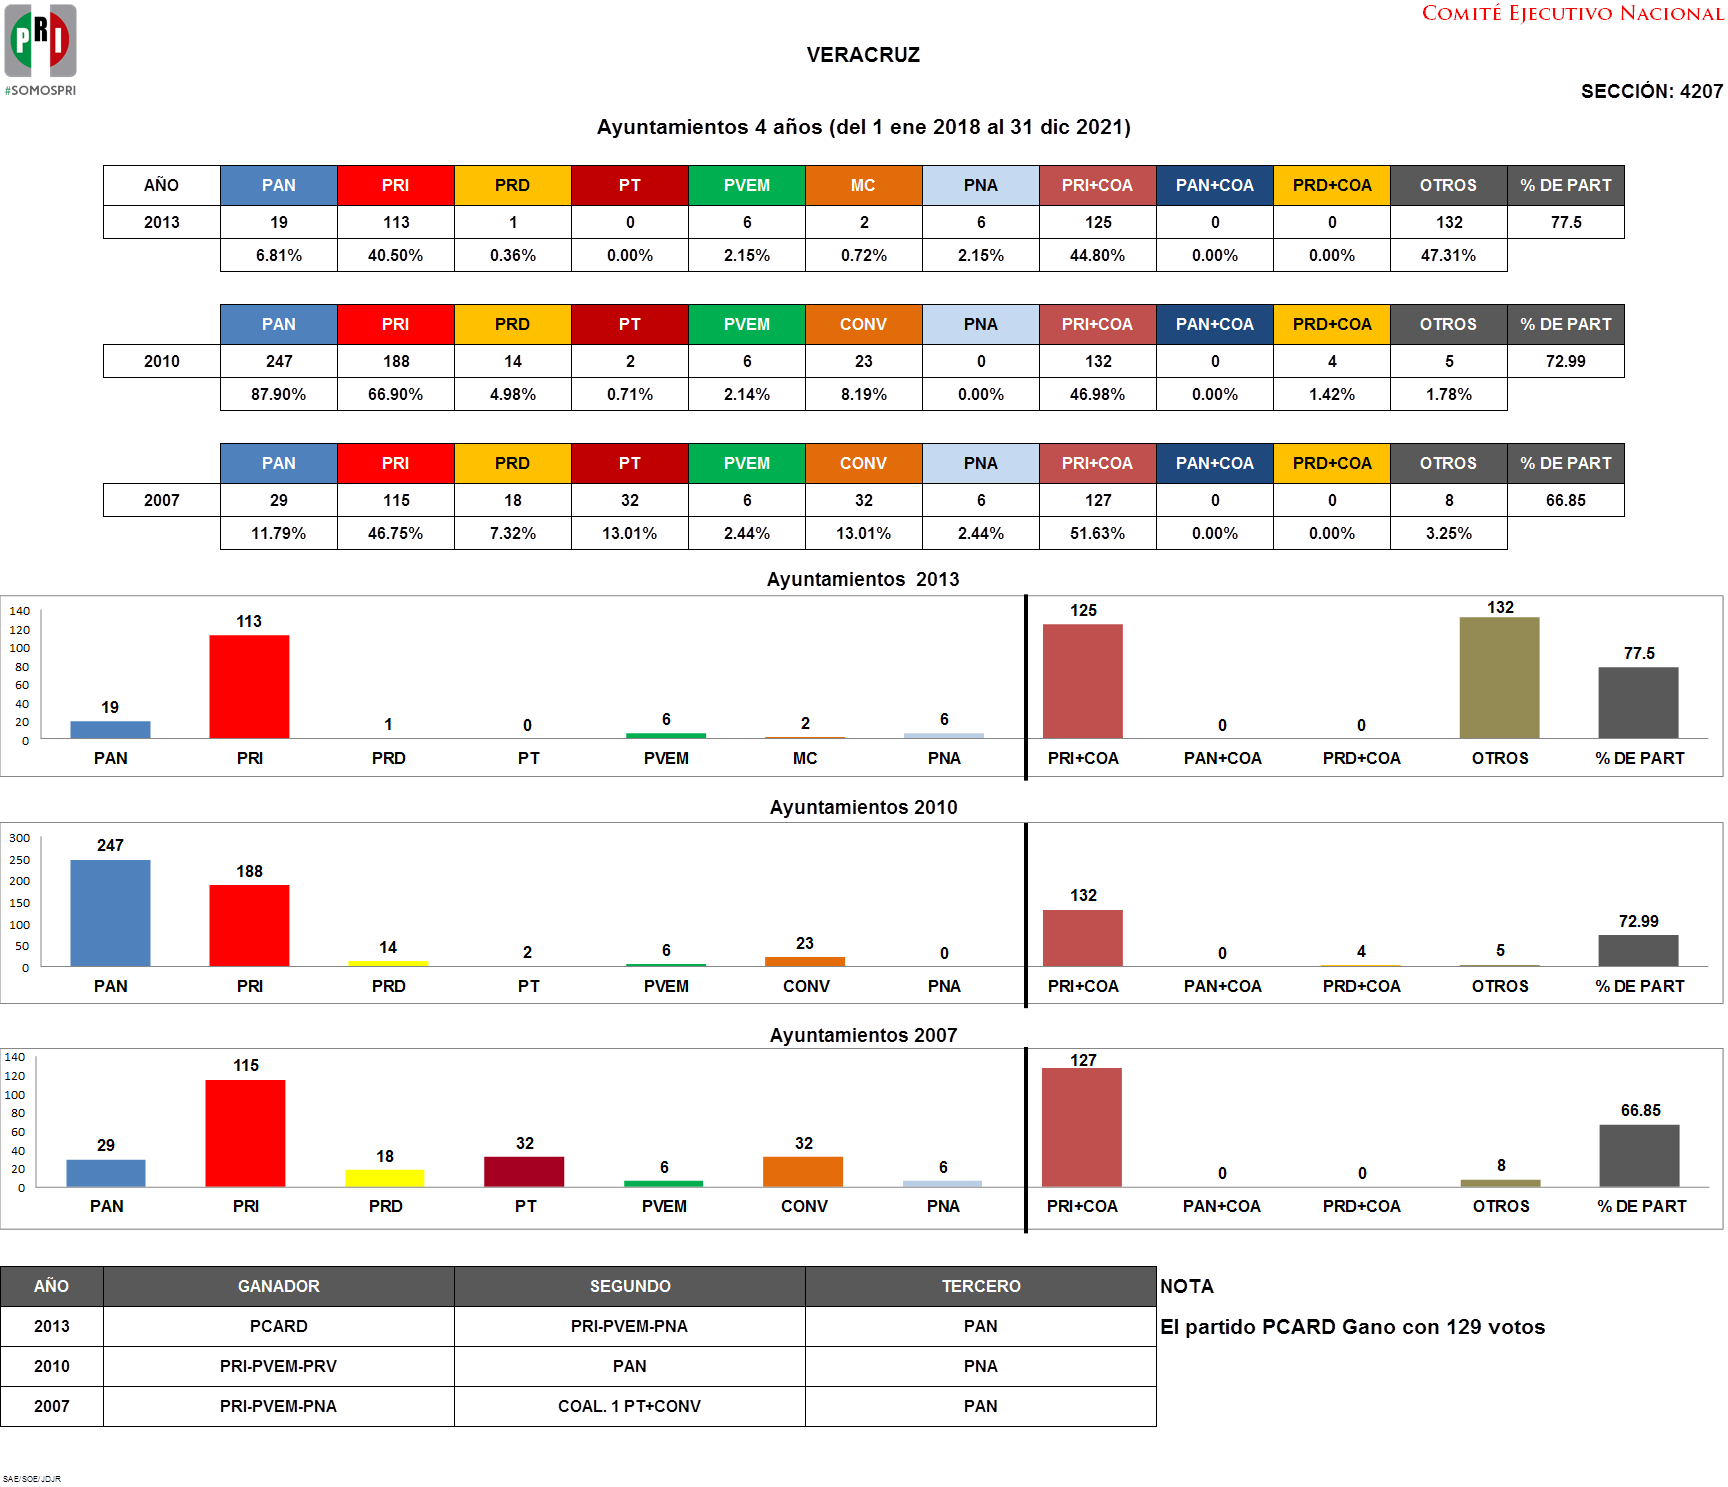 PRI
#SOMOSPRI
COMITÉ EJECUTIVO NACIONAL
VERACRUZ
SECCIÓN: 4207
Ayuntamientos 4 años (del 1 ene 2018 al 31 dic 2021)
AÑO PAN PRI PRD PT PVEM MC PNA PRI+COA PAN+COA PRD+COA OTROS % DE PART
2013 19 113 1 0 6 2 6 125 0 0 132 77.5
6.81% 40.50% 0.36% 0.00% 2.15% 0.72% 2.15% 44.80% 0.00% 0.00% 47.31%
PAN PRI PRD PT PVEM CONV PNA PRI+COA PAN+COA PRD+COA OTROS % DE PART
2010 247 188 14 2 6 23 0 132 0 4 5 72.99
87.90% 66.90% 4.98% 0.71% 2.14% 8.19% 0.00% 46.98% 0.00% 1.42% 1.78%
PAN PRI PRD PT PVEM CONV PNA PRI+COA PAN+COA PRD+COA OTROS % DE PART
2007 29 115 18 32 6 32 6 127 0 0 8 66.85
11.79% 46.75% 7.32% 13.01% 2.44% 13.01% 2.44% 51.63% 0.00% 0.00% 3.25%
Ayuntamientos 2013
140
120
100
80
60
40
20
0
19 113 1 0 6 2 6 125 0 0 132 77.5
PAN PRI PRD PT PVEM MC PNA PRI+COA PAN+COA PRD+COA OTROS % DE PART
Ayuntamientos 2010
300
250
200
150
100
50
0
247 188 14 2 6 23 0 132 0 4 5 72.99
PAN PRI PRD PT PVEM CONV PNA PRI+COA PAN+COA PRD+COA OTROS % DE PART
Ayuntamientos 2007
140
120
100
80
60
40
20
0
29 115 18 32 6 32 6 127 0 0 8 66.85
PAN PRI PRD PT PVEM CONV PNA PRI+COA PAN+COA PRD+COA OTROS % DE PART
AÑO GANADOR SEGUNDO TERCERO NOTA
2013 PCARD PRI-PVEM-PNA PAN El partido PCARD Gano con 129 votos
2010 PRI-PVEM-PRV PAN PNA
2007 PRI-PVEM-PNA COAL. 1 PT+CONV PAN
SAE/SOE/JDJR